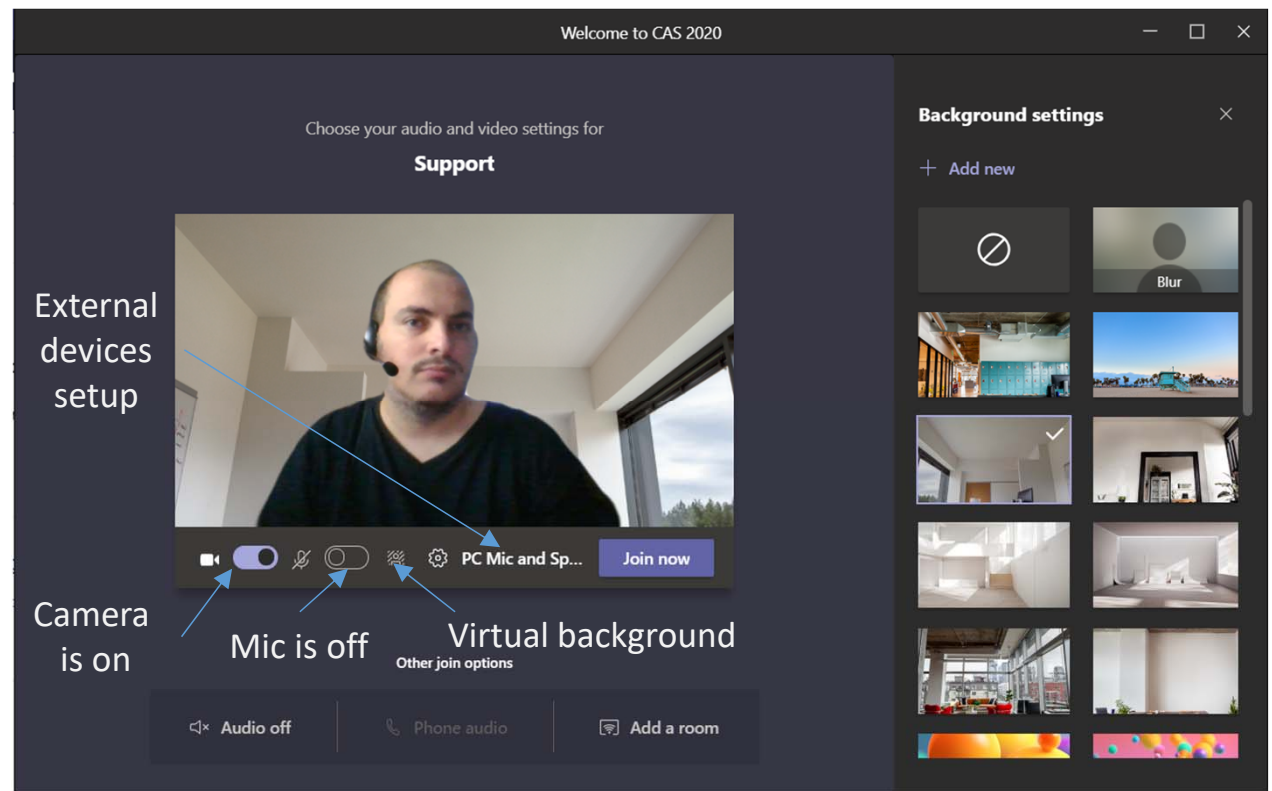 Welcome to CAS 2020
Choose your audio and video settings for
Support
External
devices
setup
PC Mic and Sp...
Join now
Camera
is on
Mic is off
Virtual background
Other join options
Audio off
Phone audio
Add a room
Background settings
Add new
Blur